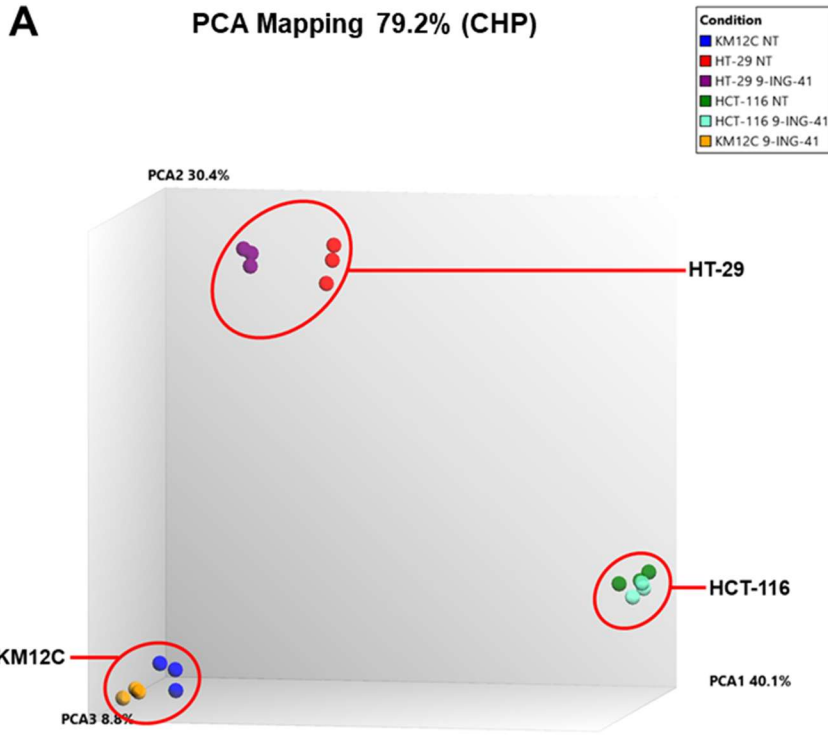 A
PCA Mapping 79.2% (CHP)
Condition
KM12C NT
HT-29 NT
HT-29 9-ING-41
HCT-116 NT
HCT-116 9-ING-41
KM12C 9-ING-41
PCA2 30.4%
HT-29
HCT-116
KM12C
PCA1 40.1%
PCA3 8.8%